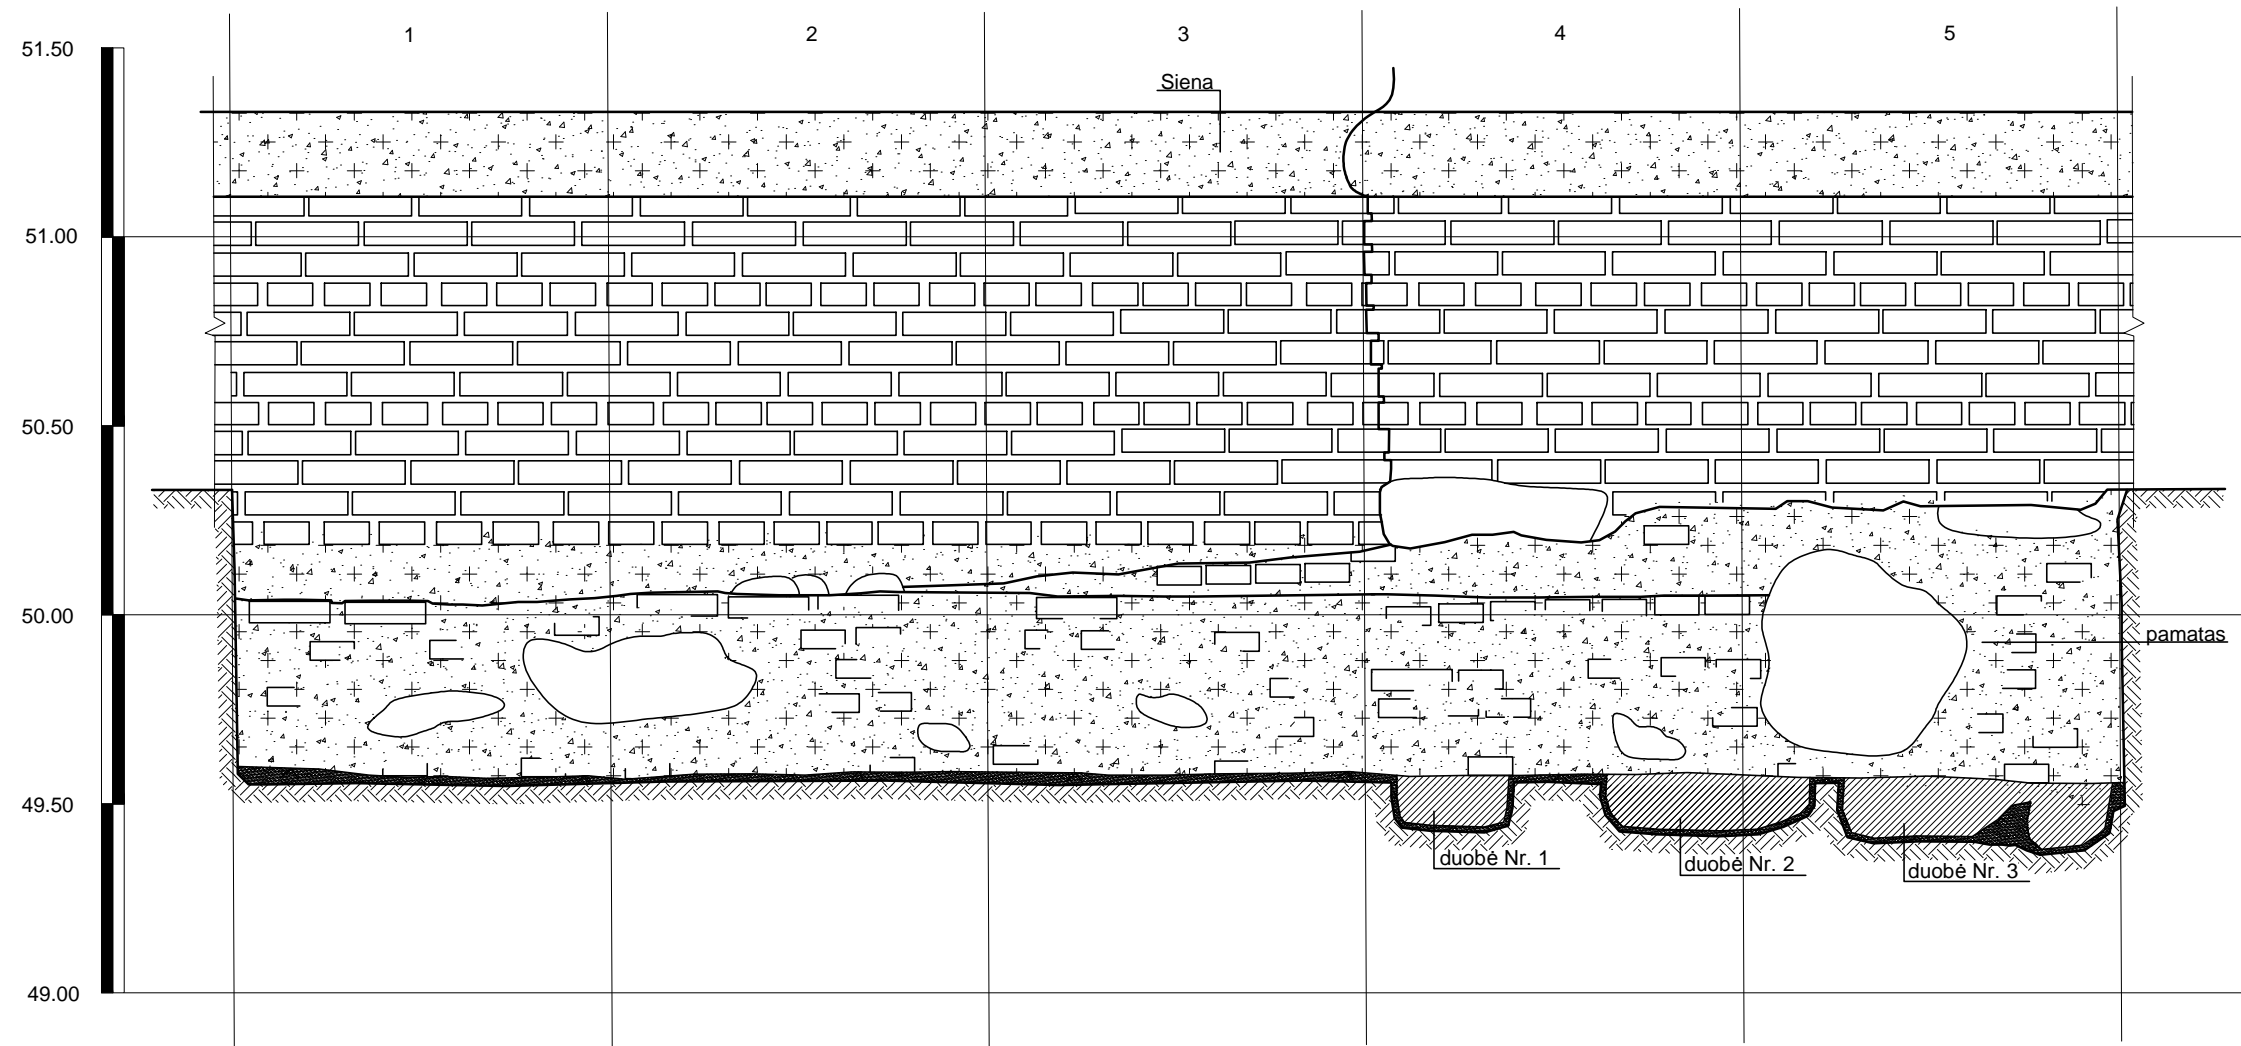 1 2 3 4 5
51.50
Siena
51.00
50.50
50.00
pamatas
49.50
duobė Nr. 1
duobė Nr. 2
duobė Nr. 3
49.00